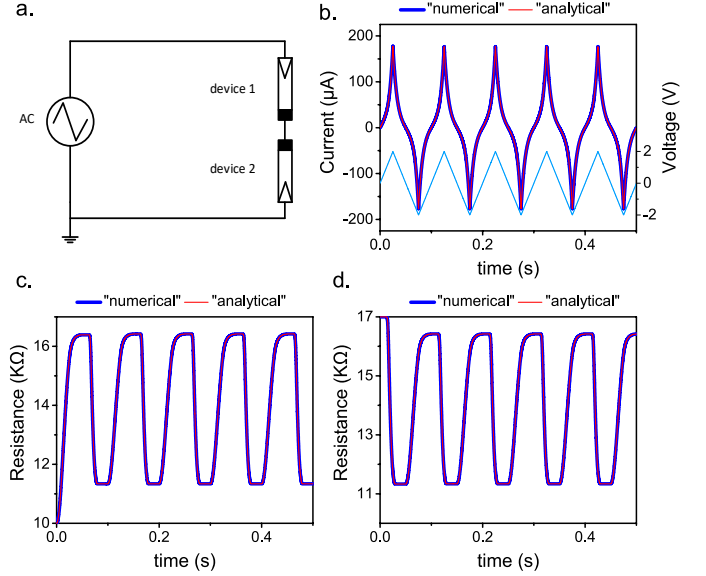 a.
device 1
AC
device 2
b.
"numerical" "analytical"
200
100
0
-100
-200
Current (µA)
2
0
-2
Voltage (V)
0.0 0.2 0.4
time (s)
c.
"numerical" "analytical"
16
14
12
10
Resistance (KΩ)
0.0 0.2 0.4
time (s)
d.
"numerical" "analytical"
17
15
13
11
Resistance (KΩ)
0.0 0.2 0.4
time (s)